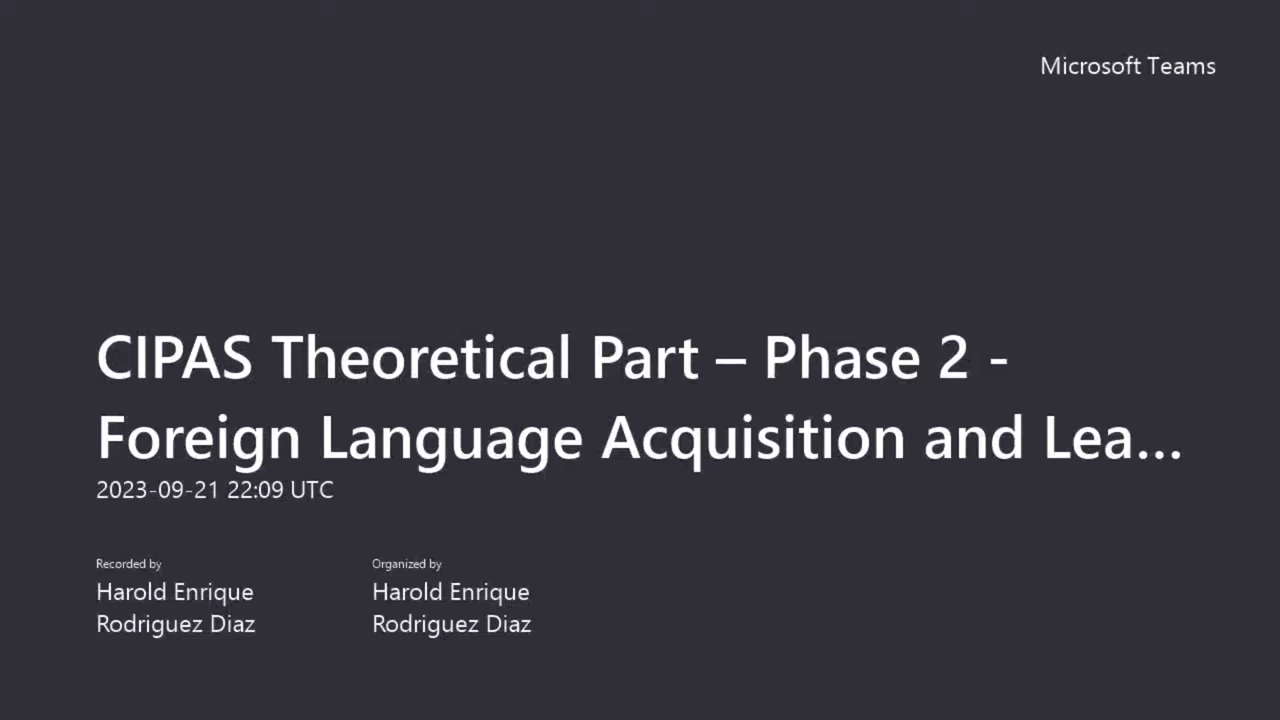 Microsoft Teams
CIPAS Theoretical Part – Phase 2 -
Foreign Language Acquisition and Lea...
2023-09-21 22:09 UTC
Recorded by
Harold Enrique
Rodriguez Diaz
Organized by
Harold Enrique
Rodriguez Diaz